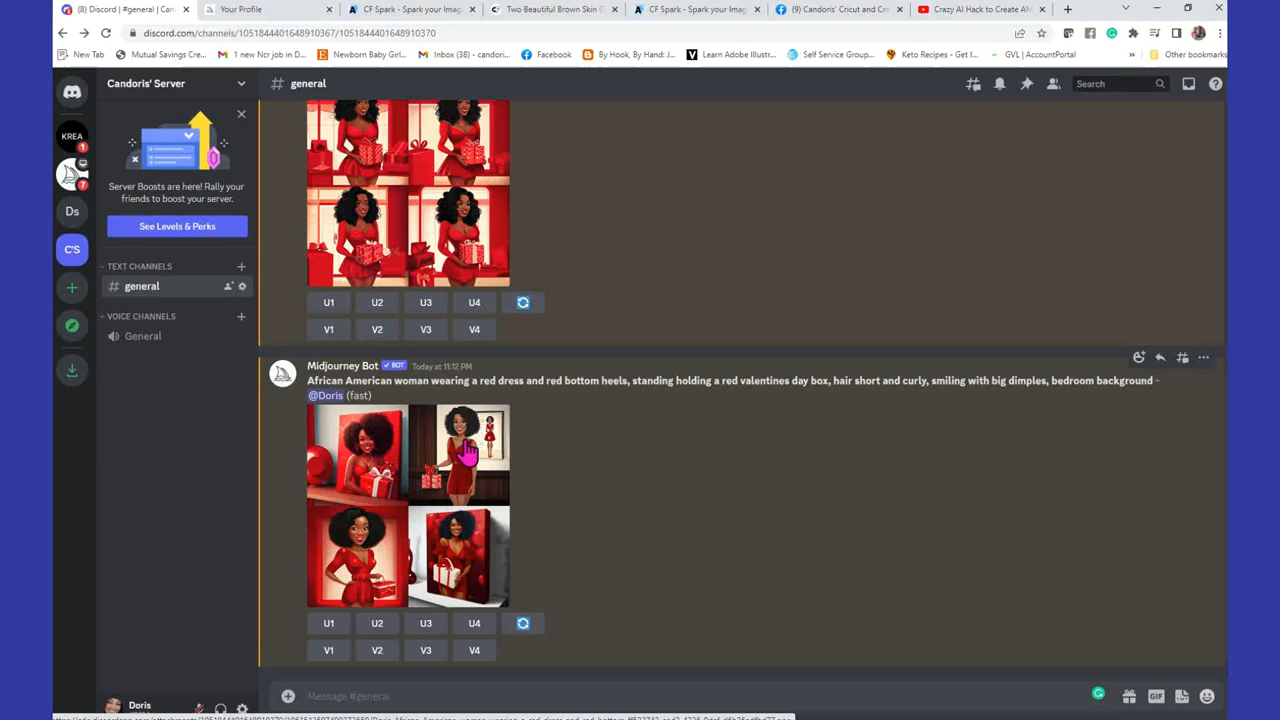 (8) Discord | #general | Can
Your Profile
CF Spark - Spark your Imag
Two Beautiful Brown Skin G
CF Spark - Spark your Imag
(9) Candoris' Cricut and Cre
Crazy AI Hack to Create AM
discord.com/channels/1051844401648910367/1051844401648910370
New Tab
Mutual Savings Cre...
1 new Ncr job in D...
Newborn Baby Girl...
Inbox (38) - candori...
Facebook
By Hook, By Hand: J...
Learn Adobe Illustr...
Self Service Group...
Keto Recipes - Get I...
GVL | AccountPortal
Other bookmarks
Candoris' Server
general
Search
KREA
1
7
Ds
C'S
Server Boosts are here! Rally your
friends to boost your server.
See Levels & Perks
TEXT CHANNELS
general
VOICE CHANNELS
General
U1 U2 U3 U4
V1 V2 V3 V4
Midjourney Bot BOT Today at 11:12 PM
African American woman wearing a red dress and red bottom heels, standing holding a red valentines day box, hair short and curly, smiling with big dimples, bedroom background -
@Doris (fast)
U1 U2 U3 U4
V1 V2 V3 V4
Message #general
GIF
Doris